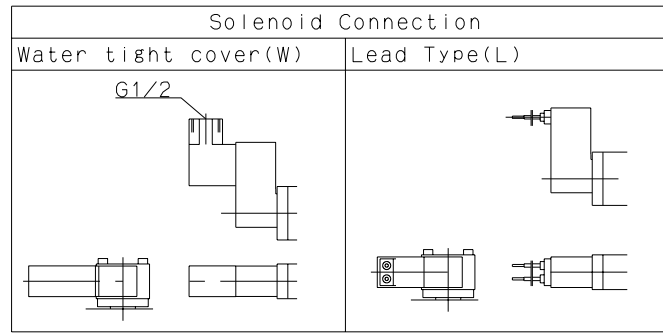 Solenoid Connection
Water tight cover(W)
Lead Type(L)
G1/2